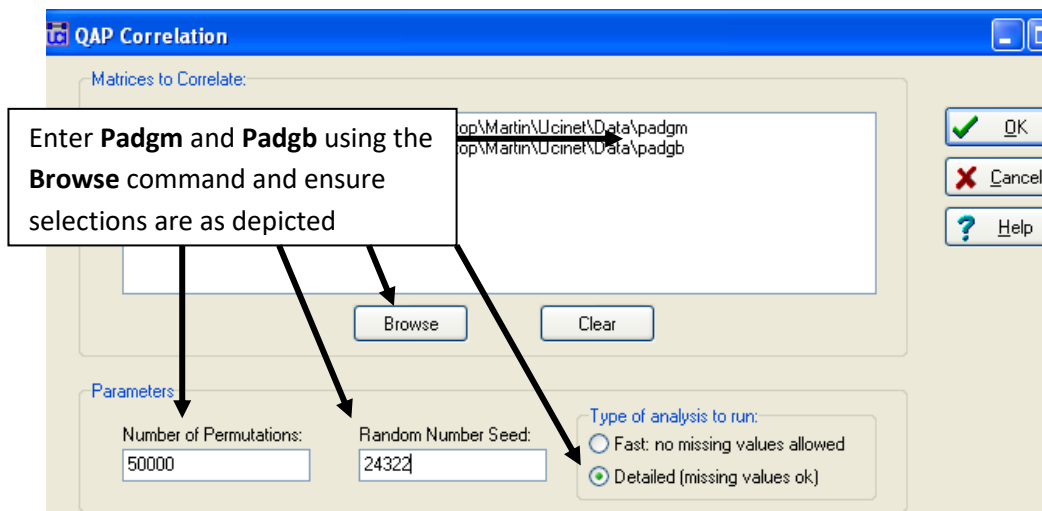 QAP Correlation
Matrices to Correlate:
Enter Padgm and Padgb using the
Browse command and ensure
selections are as depicted
top\Martin\Ucinet\Data\padgm
top\Martin\Ucinet\Data\padgb
OK
Cancel
Help
Browse
Clear
Parameters
Number of Permutations:
50000
Random Number Seed:
24322
Type of analysis to run:
Fast: no missing values allowed
Detailed (missing values ok)